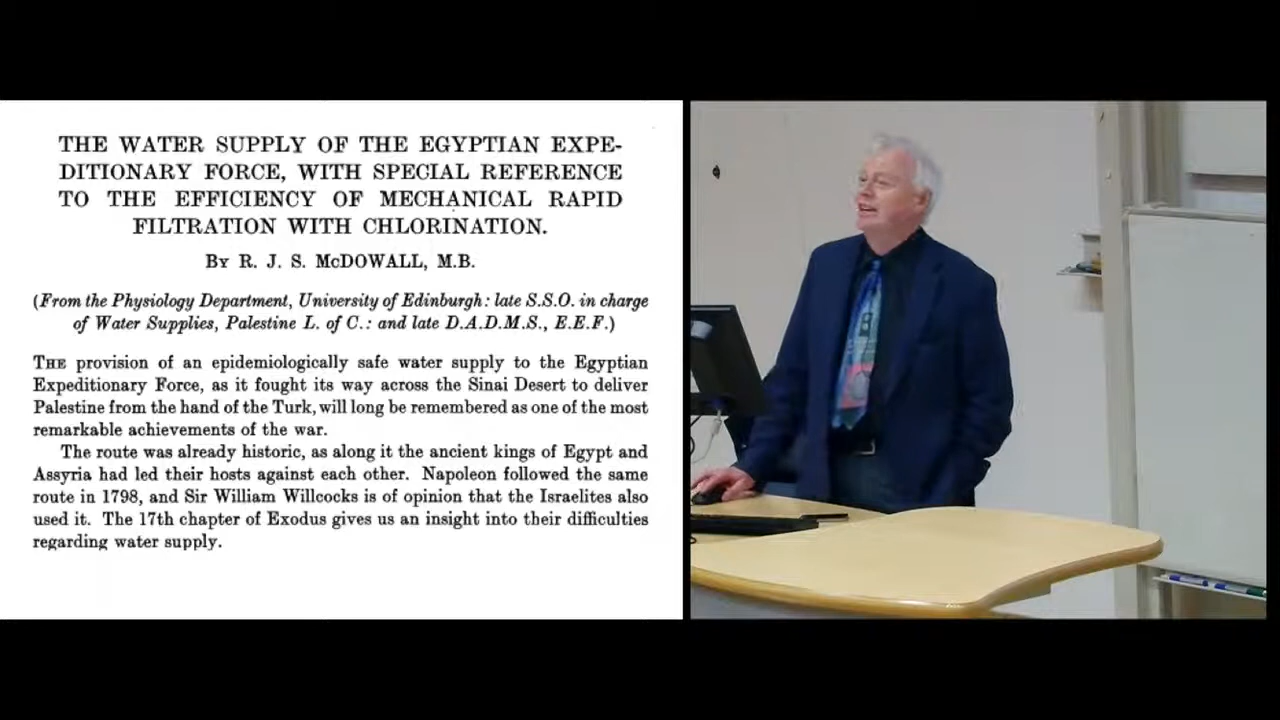 THE WATER SUPPLY OF THE EGYPTIAN EXPE-
DITIONARY FORCE, WITH SPECIAL REFERENCE
TO THE EFFICIENCY OF MECHANICAL RAPID
FILTRATION WITH CHLORINATION.
By R. J. S. McDOWALL, M.B.
(From the Physiology Department, University of Edinburgh: late S.S.O. in charge
of Water Supplies, Palestine L. of C.: and late D.A.D.M.S., E.E.F.)
The provision of an epidemiologically safe water supply to the Egyptian
Expeditionary Force, as it fought its way across the Sinai Desert to deliver
Palestine from the hand of the Turk, will long be remembered as one of the most
remarkable achievements of the war.
The route was already historic, as along it the ancient kings of Egypt and
Assyria had led their hosts against each other. Napoleon followed the same
route in 1798, and Sir William Willcocks is of opinion that the Israelites also
used it. The 17th chapter of Exodus gives us an insight into their difficulties
regarding water supply.